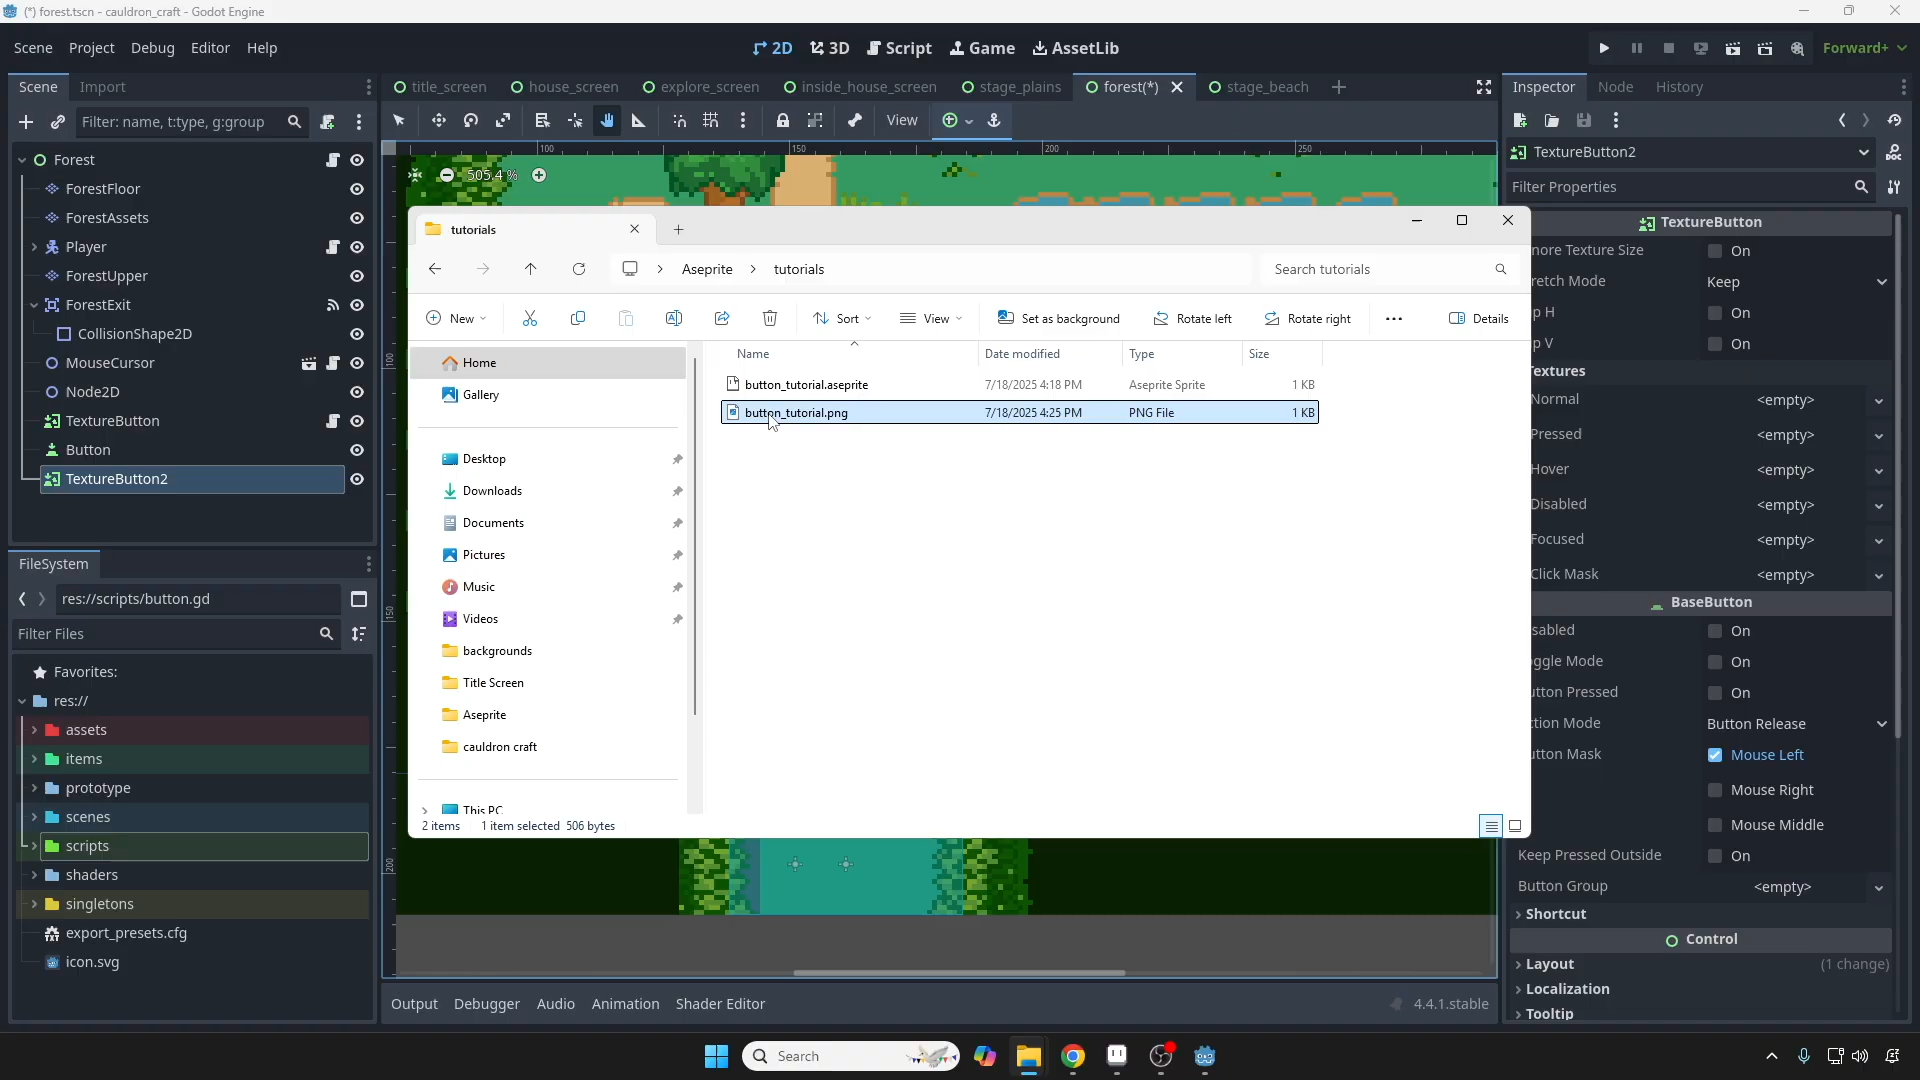 (*) forest.tscn - cauldron_craft - Godot Engine
Scene Project Debug Editor Help
2D 3D Script Game AssetLib
Forward+
Scene Import
title_screen house_screen explore_screen inside_house_screen stage_plains forest(*) stage_beach
Inspector Node History
Filter: name, t:type, g:group
View
TextureButton2
Filter Properties
Forest
ForestFloor
ForestAssets
Player
ForestUpper
ForestExit
CollisionShape2D
MouseCursor
Node2D
TextureButton
Button
TextureButton2
100 150 200 250
505.4 %
100
150
200
FileSystem
res://scripts/button.gd
Filter Files
Favorites:
res://
assets
items
prototype
scenes
scripts
shaders
singletons
export_presets.cfg
icon.svg
tutorials
Aseprite tutorials
Search tutorials
New Sort View Set as background Rotate left Rotate right Details
Home
Gallery
Desktop
Downloads
Documents
Pictures
Music
Videos
backgrounds
Title Screen
Aseprite
cauldron craft
This PC
Name Date modified Type Size
button_tutorial.aseprite 7/18/2025 4:18 PM Aseprite Sprite 1 KB
button_tutorial.png 7/18/2025 4:25 PM PNG File 1 KB
2 items 1 item selected 506 bytes
TextureButton
nore Texture Size On
retch Mode Keep
p H On
p V On
Textures
Normal <empty>
Pressed <empty>
Hover <empty>
Disabled <empty>
Focused <empty>
Click Mask <empty>
BaseButton
sabled On
ggle Mode On
utton Pressed On
ction Mode Button Release
utton Mask Mouse Left
Mouse Right
Mouse Middle
Keep Pressed Outside On
Button Group <empty>
Shortcut
Control
Layout (1 change)
Localization
Tooltip
Output Debugger Audio Animation Shader Editor
4.4.1.stable
Search